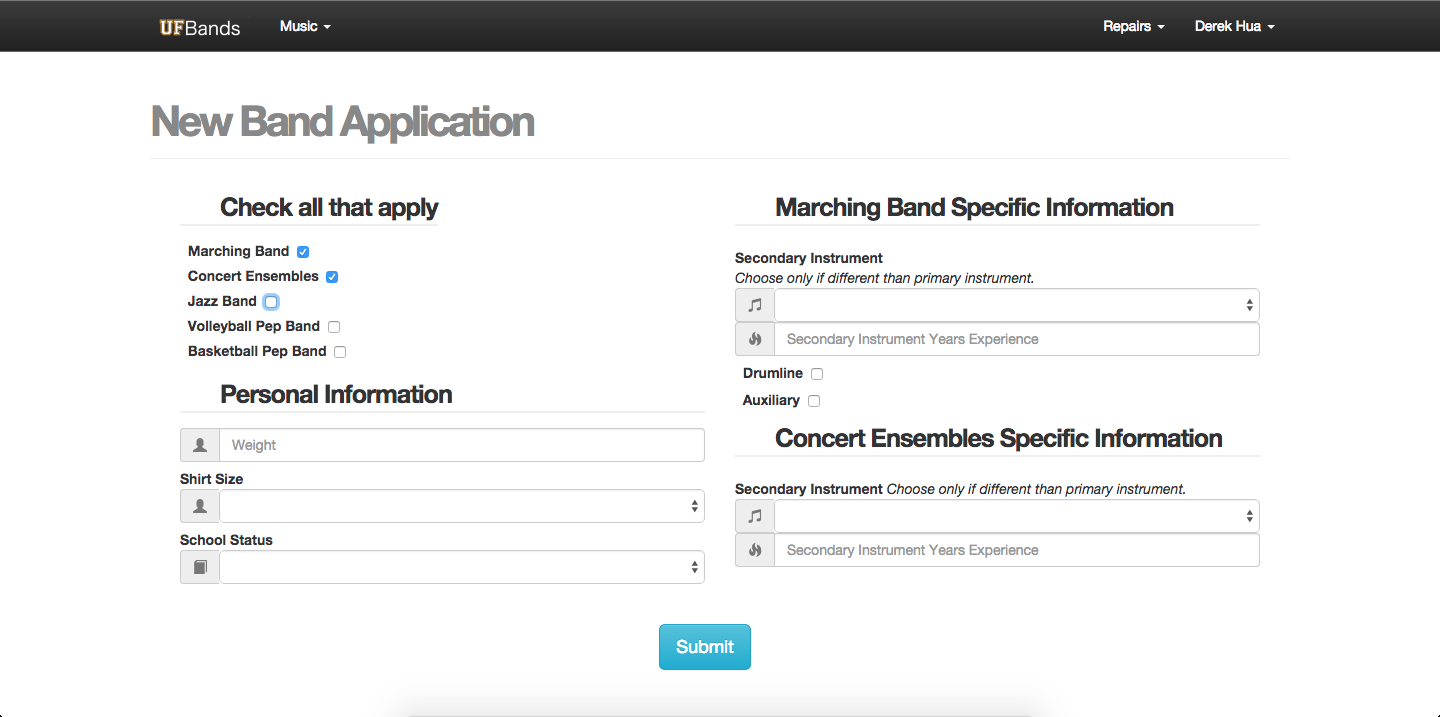 UFBands Music Repairs Derek Hua
New Band Application
Check all that apply
Marching Band
Concert Ensembles
Jazz Band
Volleyball Pep Band
Basketball Pep Band
Personal Information
Weight
Shirt Size
School Status
Marching Band Specific Information
Secondary Instrument
Choose only if different than primary instrument.
Secondary Instrument Years Experience
Drumline
Auxiliary
Concert Ensembles Specific Information
Secondary Instrument Choose only if different than primary instrument.
Secondary Instrument Years Experience
Submit